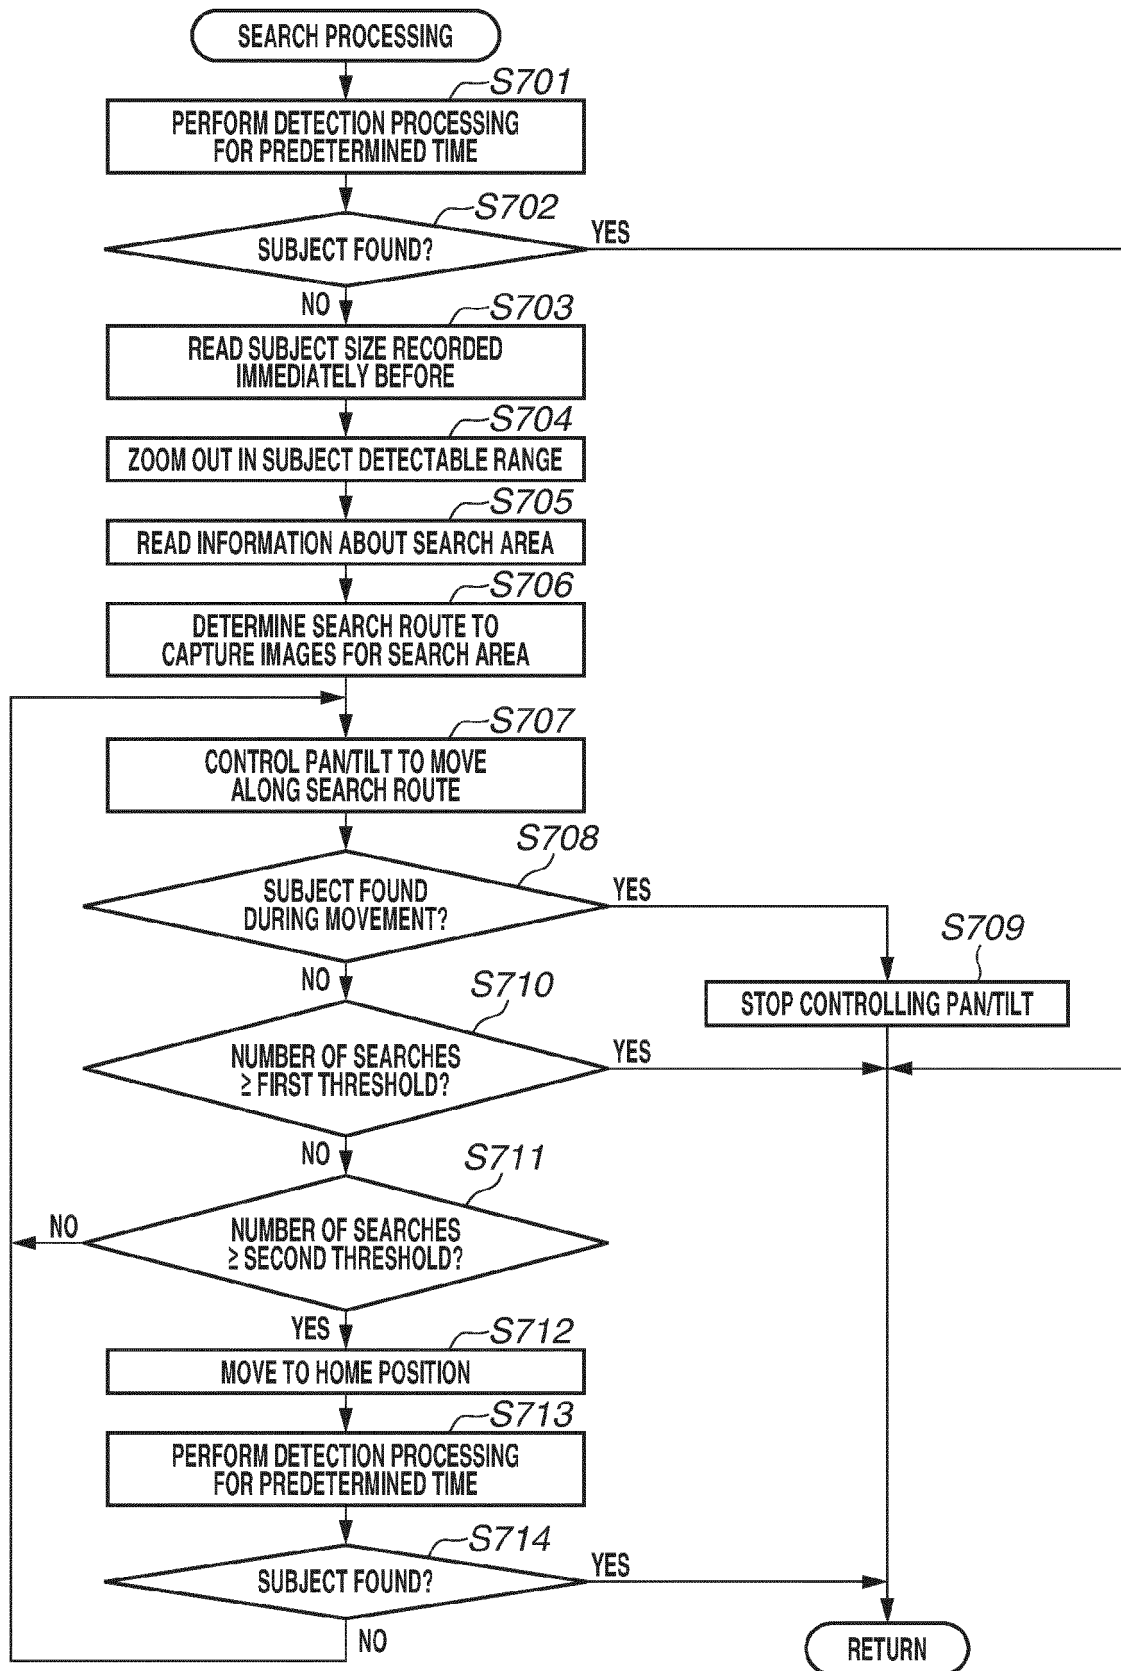 SEARCH PROCESSING
S701
PERFORM DETECTION PROCESSING
FOR PREDETERMINED TIME
S702
SUBJECT FOUND?
YES
NO
S703
READ SUBJECT SIZE RECORDED
IMMEDIATELY BEFORE
S704
ZOOM OUT IN SUBJECT DETECTABLE RANGE
S705
READ INFORMATION ABOUT SEARCH AREA
S706
DETERMINE SEARCH ROUTE TO
CAPTURE IMAGES FOR SEARCH AREA
S707
CONTROL PAN/TILT TO MOVE
ALONG SEARCH ROUTE
S708
SUBJECT FOUND
DURING MOVEMENT?
YES
NO
S709
STOP CONTROLLING PAN/TILT
S710
NUMBER OF SEARCHES
≥ FIRST THRESHOLD?
YES
NO
S711
NUMBER OF SEARCHES
≥ SECOND THRESHOLD?
NO
YES
S712
MOVE TO HOME POSITION
S713
PERFORM DETECTION PROCESSING
FOR PREDETERMINED TIME
S714
SUBJECT FOUND?
YES
NO
RETURN